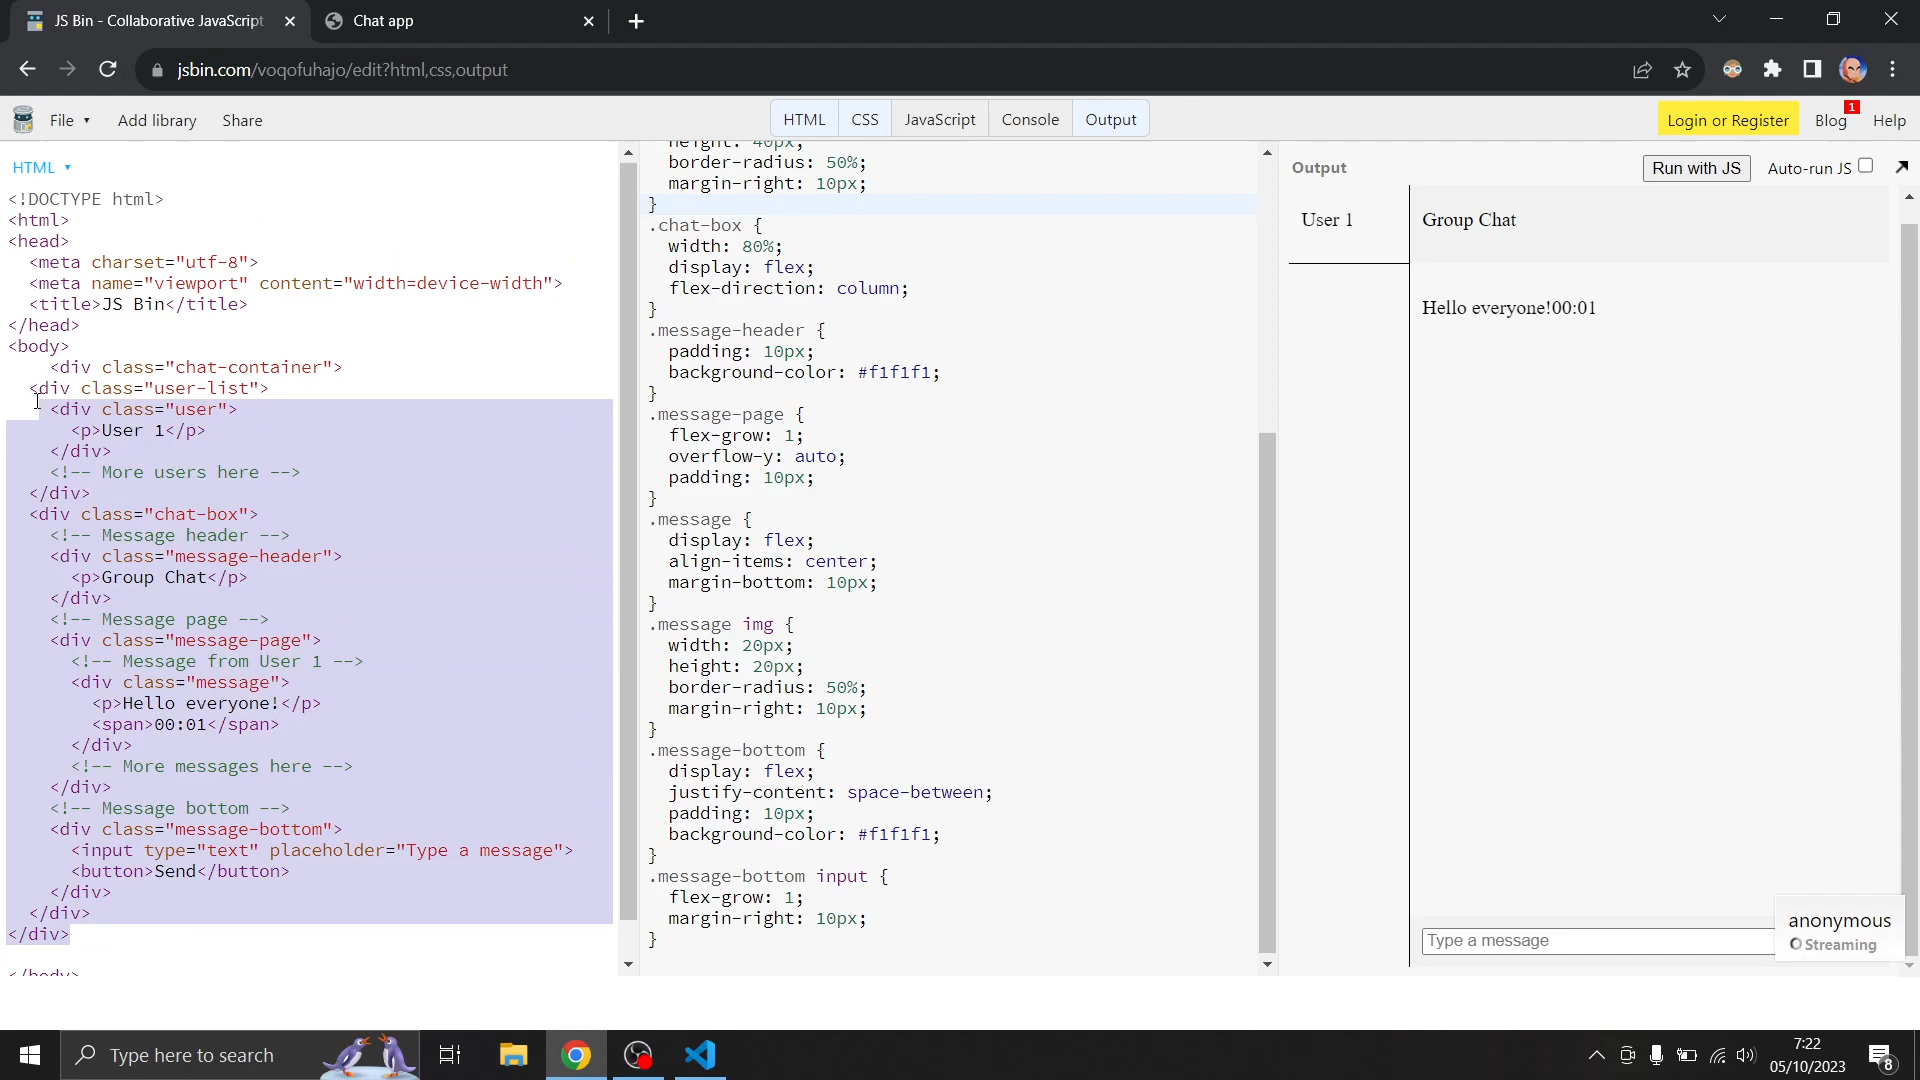 JS Bin - Collaborative JavaScript
Chat app
jsbin.com/voqofuhajo/edit?html,css,output
File
Add library
Share
HTML
CSS
JavaScript
Console
Output
Login or Register
Blog
1
Help
HTML
<!DOCTYPE html>
<html>
<head>
  <meta charset="utf-8">
  <meta name="viewport" content="width=device-width">
  <title>JS Bin</title>
</head>
<body>
    <div class="chat-container">
  <div class="user-list">
    <div class="user">
      <p>User 1</p>
    </div>
    <!-- More users here -->
  </div>
  <div class="chat-box">
    <!-- Message header -->
    <div class="message-header">
      <p>Group Chat</p>
    </div>
    <!-- Message page -->
    <div class="message-page">
      <!-- Message from User 1 -->
      <div class="message">
        <p>Hello everyone!</p>
        <span>00:01</span>
      </div>
      <!-- More messages here -->
    </div>
    <!-- Message bottom -->
    <div class="message-bottom">
      <input type="text" placeholder="Type a message">
      <button>Send</button>
    </div>
  </div>
</div>
</body>
  height: 40px;
  border-radius: 50%;
  margin-right: 10px;
}
.chat-box {
  width: 80%;
  display: flex;
  flex-direction: column;
}
.message-header {
  padding: 10px;
  background-color: #f1f1f1;
}
.message-page {
  flex-grow: 1;
  overflow-y: auto;
  padding: 10px;
}
.message {
  display: flex;
  align-items: center;
  margin-bottom: 10px;
}
.message img {
  width: 20px;
  height: 20px;
  border-radius: 50%;
  margin-right: 10px;
}
.message-bottom {
  display: flex;
  justify-content: space-between;
  padding: 10px;
  background-color: #f1f1f1;
}
.message-bottom input {
  flex-grow: 1;
  margin-right: 10px;
}
Output
Run with JS
Auto-run JS
User 1
Group Chat
Hello everyone!00:01
Type a message
anonymous
Streaming
Type here to search
7:22
05/10/2023
8